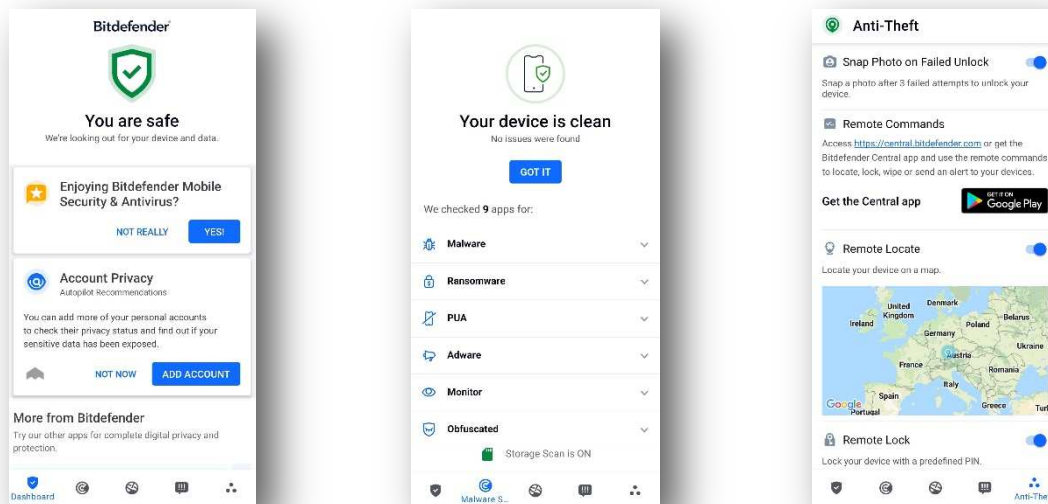 Bitdefender
You are safe
We're looking out for your device and data.
Enjoying Bitdefender Mobile
Security & Antivirus?
NOT REALLY
YES!
Account Privacy
Autopilot Recommendations
You can add more of your personal accounts
to check their privacy status and find out if your
sensitive data has been exposed.
NOT NOW
ADD ACCOUNT
More from Bitdefender
Try our other apps for complete digital privacy and
protection.
Dashboard
Your device is clean
No issues were found
GOT IT
We checked 9 apps for:
Malware
Ransomware
PUA
Adware
Monitor
Obfuscated
Storage Scan is ON
Malware S...
Anti-Theft
Snap Photo on Failed Unlock
Snap a photo after 3 failed attempts to unlock your
device.
Remote Commands
Access https://central.bitdefender.com or get the
Bitdefender Central app and use the remote commands
to locate, lock, wipe or send an alert to your devices.
Get the Central app
GET IT ON
Google Play
Remote Locate
Locate your device on a map.
United
Kingdom
Denmark
Ireland
Poland
Belarus
Germany
Ukraine
Austria
France
Romania
Italy
Spain
Google
Portugal
Greece
Turk
Remote Lock
Lock your device with a predefined PIN.
Anti-The